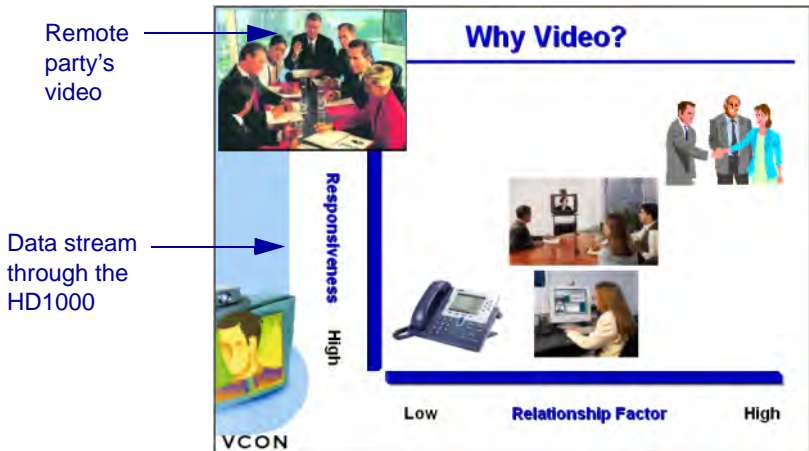 Remote
party's
video
Data stream
through the
HD1000
Why Video?
Responsiveness
High
Low
Relationship Factor
High
VCON